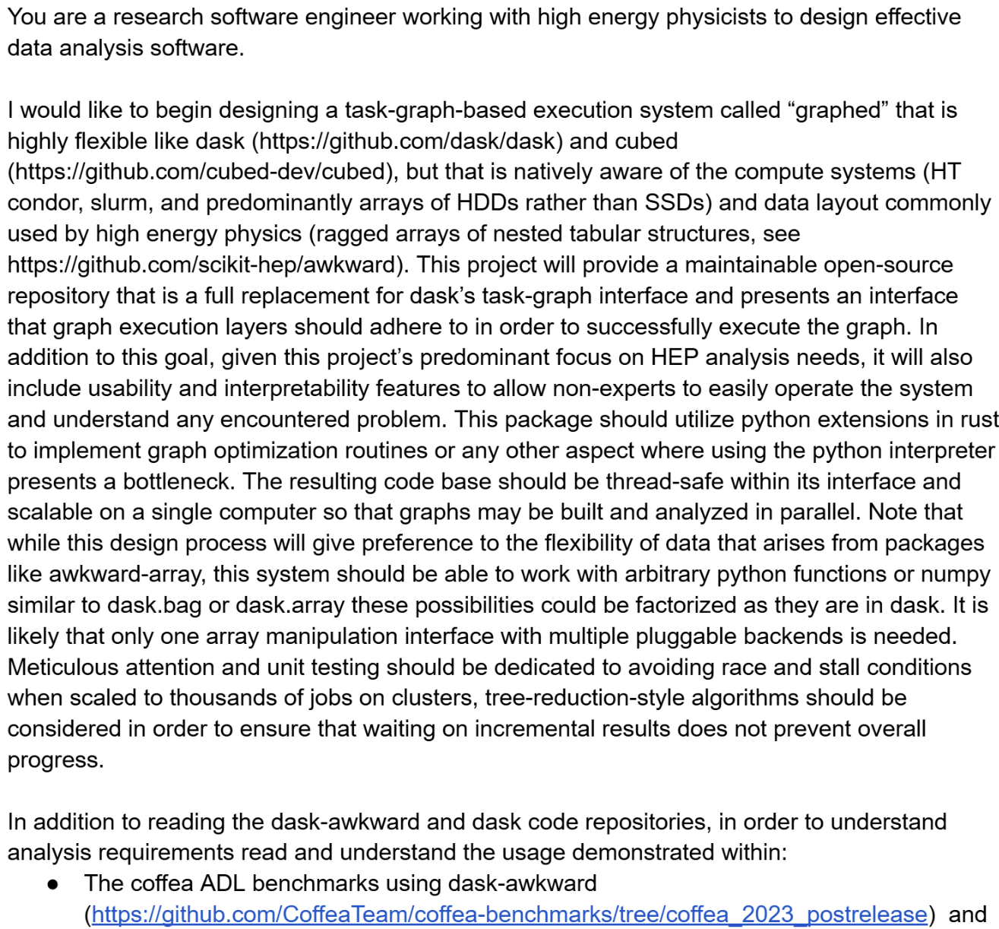 You are a research software engineer working with high energy physicists to design effective
data analysis software.
I would like to begin designing a task-graph-based execution system called “graphed” that is
highly flexible like dask (https://github.com/dask/dask) and cubed
(https://github.com/cubed-dev/cubed), but that is natively aware of the compute systems (HT
condor, slurm, and predominantly arrays of HDDs rather than SSDs) and data layout commonly
used by high energy physics (ragged arrays of nested tabular structures, see
https://github.com/scikit-hep/awkward). This project will provide a maintainable open-source
repository that is a full replacement for dask’s task-graph interface and presents an interface
that graph execution layers should adhere to in order to successfully execute the graph. In
addition to this goal, given this project’s predominant focus on HEP analysis needs, it will also
include usability and interpretability features to allow non-experts to easily operate the system
and understand any encountered problem. This package should utilize python extensions in rust
to implement graph optimization routines or any other aspect where using the python interpreter
presents a bottleneck. The resulting code base should be thread-safe within its interface and
scalable on a single computer so that graphs may be built and analyzed in parallel. Note that
while this design process will give preference to the flexibility of data that arises from packages
like awkward-array, this system should be able to work with arbitrary python functions or numpy
similar to dask.bag or dask.array these possibilities could be factorized as they are in dask. It is
likely that only one array manipulation interface with multiple pluggable backends is needed.
Meticulous attention and unit testing should be dedicated to avoiding race and stall conditions
when scaled to thousands of jobs on clusters, tree-reduction-style algorithms should be
considered in order to ensure that waiting on incremental results does not prevent overall
progress.
In addition to reading the dask-awkward and dask code repositories, in order to understand
analysis requirements read and understand the usage demonstrated within:
● The coffea ADL benchmarks using dask-awkward
(https://github.com/CoffeaTeam/coffea-benchmarks/tree/coffea_2023_postrelease) and